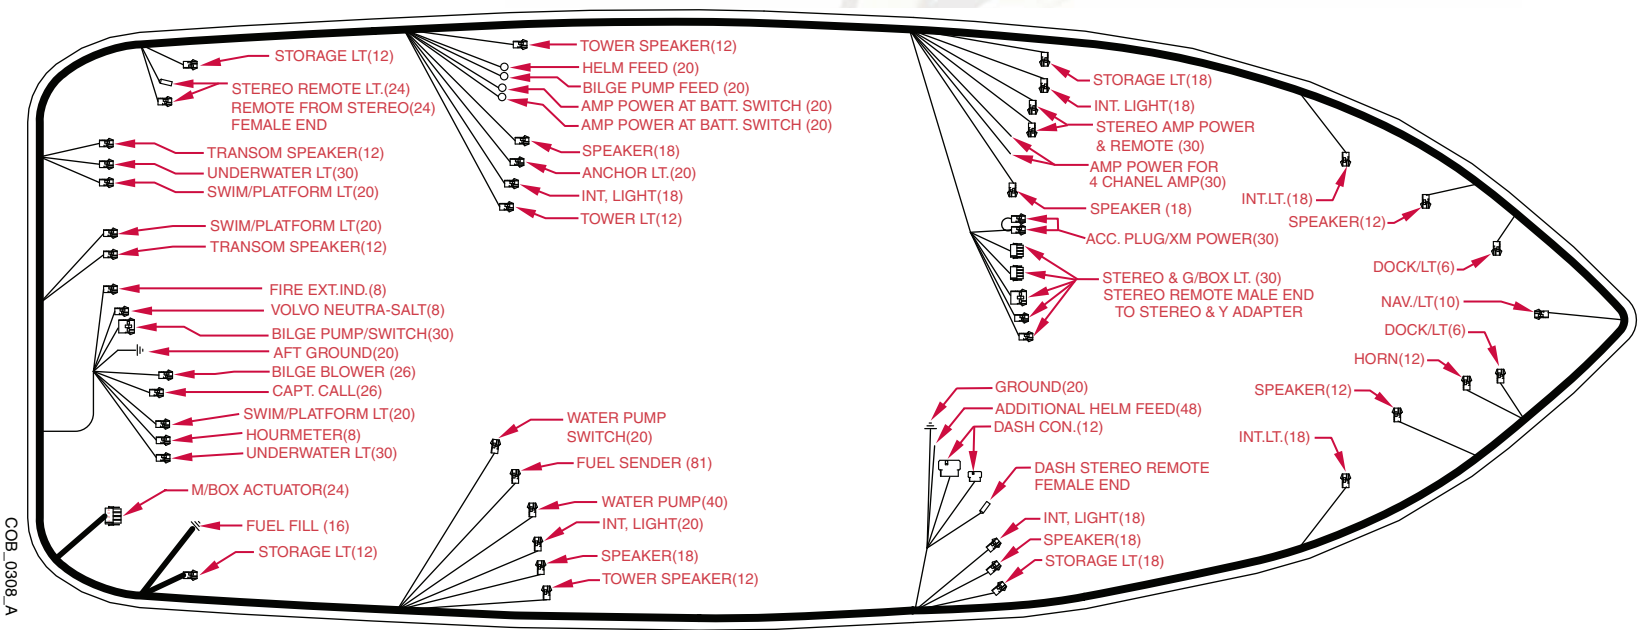 STORAGE LT(12)
STEREO REMOTE LT.(24)
REMOTE FROM STEREO(24)
FEMALE END
TRANSOM SPEAKER(12)
UNDERWATER LT(30)
SWIM/PLATFORM LT(20)
SWIM/PLATFORM LT(20)
TRANSOM SPEAKER(12)
FIRE EXT.IND.(8)
VOLVO NEUTRA-SALT(8)
BILGE PUMP/SWITCH(30)
AFT GROUND(20)
BILGE BLOWER (26)
CAPT. CALL(26)
SWIM/PLATFORM LT(20)
HOURMETER(8)
UNDERWATER LT(30)
M/BOX ACTUATOR(24)
FUEL FILL (16)
STORAGE LT(12)
TOWER SPEAKER(12)
HELM FEED (20)
BILGE PUMP FEED (20)
AMP POWER AT BATT. SWITCH (20)
AMP POWER AT BATT. SWITCH (20)
SPEAKER(18)
ANCHOR LT.(20)
INT, LIGHT(18)
TOWER LT(12)
WATER PUMP
SWITCH(20)
FUEL SENDER (81)
WATER PUMP(40)
INT, LIGHT(20)
SPEAKER(18)
TOWER SPEAKER(12)
STORAGE LT(18)
INT. LIGHT(18)
STEREO AMP POWER
& REMOTE (30)
AMP POWER FOR
4 CHANEL AMP(30)
SPEAKER (18)
ACC. PLUG/XM POWER(30)
STEREO & G/BOX LT. (30)
STEREO REMOTE MALE END
TO STEREO & Y ADAPTER
GROUND(20)
ADDITIONAL HELM FEED(48)
DASH CON.(12)
DASH STEREO REMOTE
FEMALE END
INT, LIGHT(18)
SPEAKER(18)
STORAGE LT(18)
INT.LT.(18)
SPEAKER(12)
DOCK/LT(6)
NAV./LT(10)
DOCK/LT(6)
HORN(12)
SPEAKER(12)
INT.LT.(18)
COB_0308_A